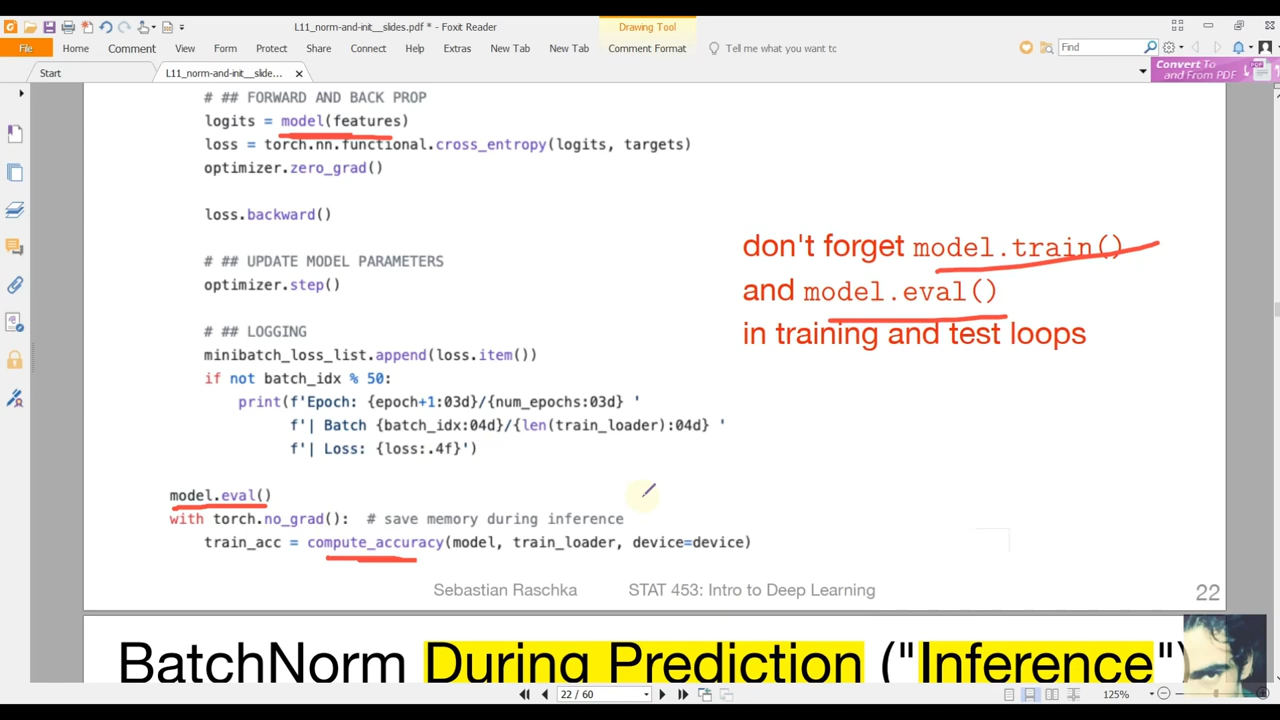 L11_norm-and-init__slides.pdf * - Foxit Reader
Drawing Tool
File Home Comment View Form Protect Share Connect Help Extras New Tab New Tab Comment Format Tell me what you want to Find
Start L11_norm-and-init__slide...
Convert To
and From PDF
# ## FORWARD AND BACK PROP
logits = model(features)
loss = torch.nn.functional.cross_entropy(logits, targets)
optimizer.zero_grad()
loss.backward()
# ## UPDATE MODEL PARAMETERS
optimizer.step()
# ## LOGGING
minibatch_loss_list.append(loss.item())
if not batch_idx % 50:
print(f'Epoch: {epoch+1:03d}/{num_epochs:03d} '
f'| Batch {batch_idx:04d}/{len(train_loader):04d} '
f'| Loss: {loss:.4f}')
model.eval()
with torch.no_grad():  # save memory during inference
train_acc = compute_accuracy(model, train_loader, device=device)
don't forget model.train()
and model.eval()
in training and test loops
Sebastian Raschka STAT 453: Intro to Deep Learning 22
BatchNorm During Prediction ("Inference")
22 / 60
125%